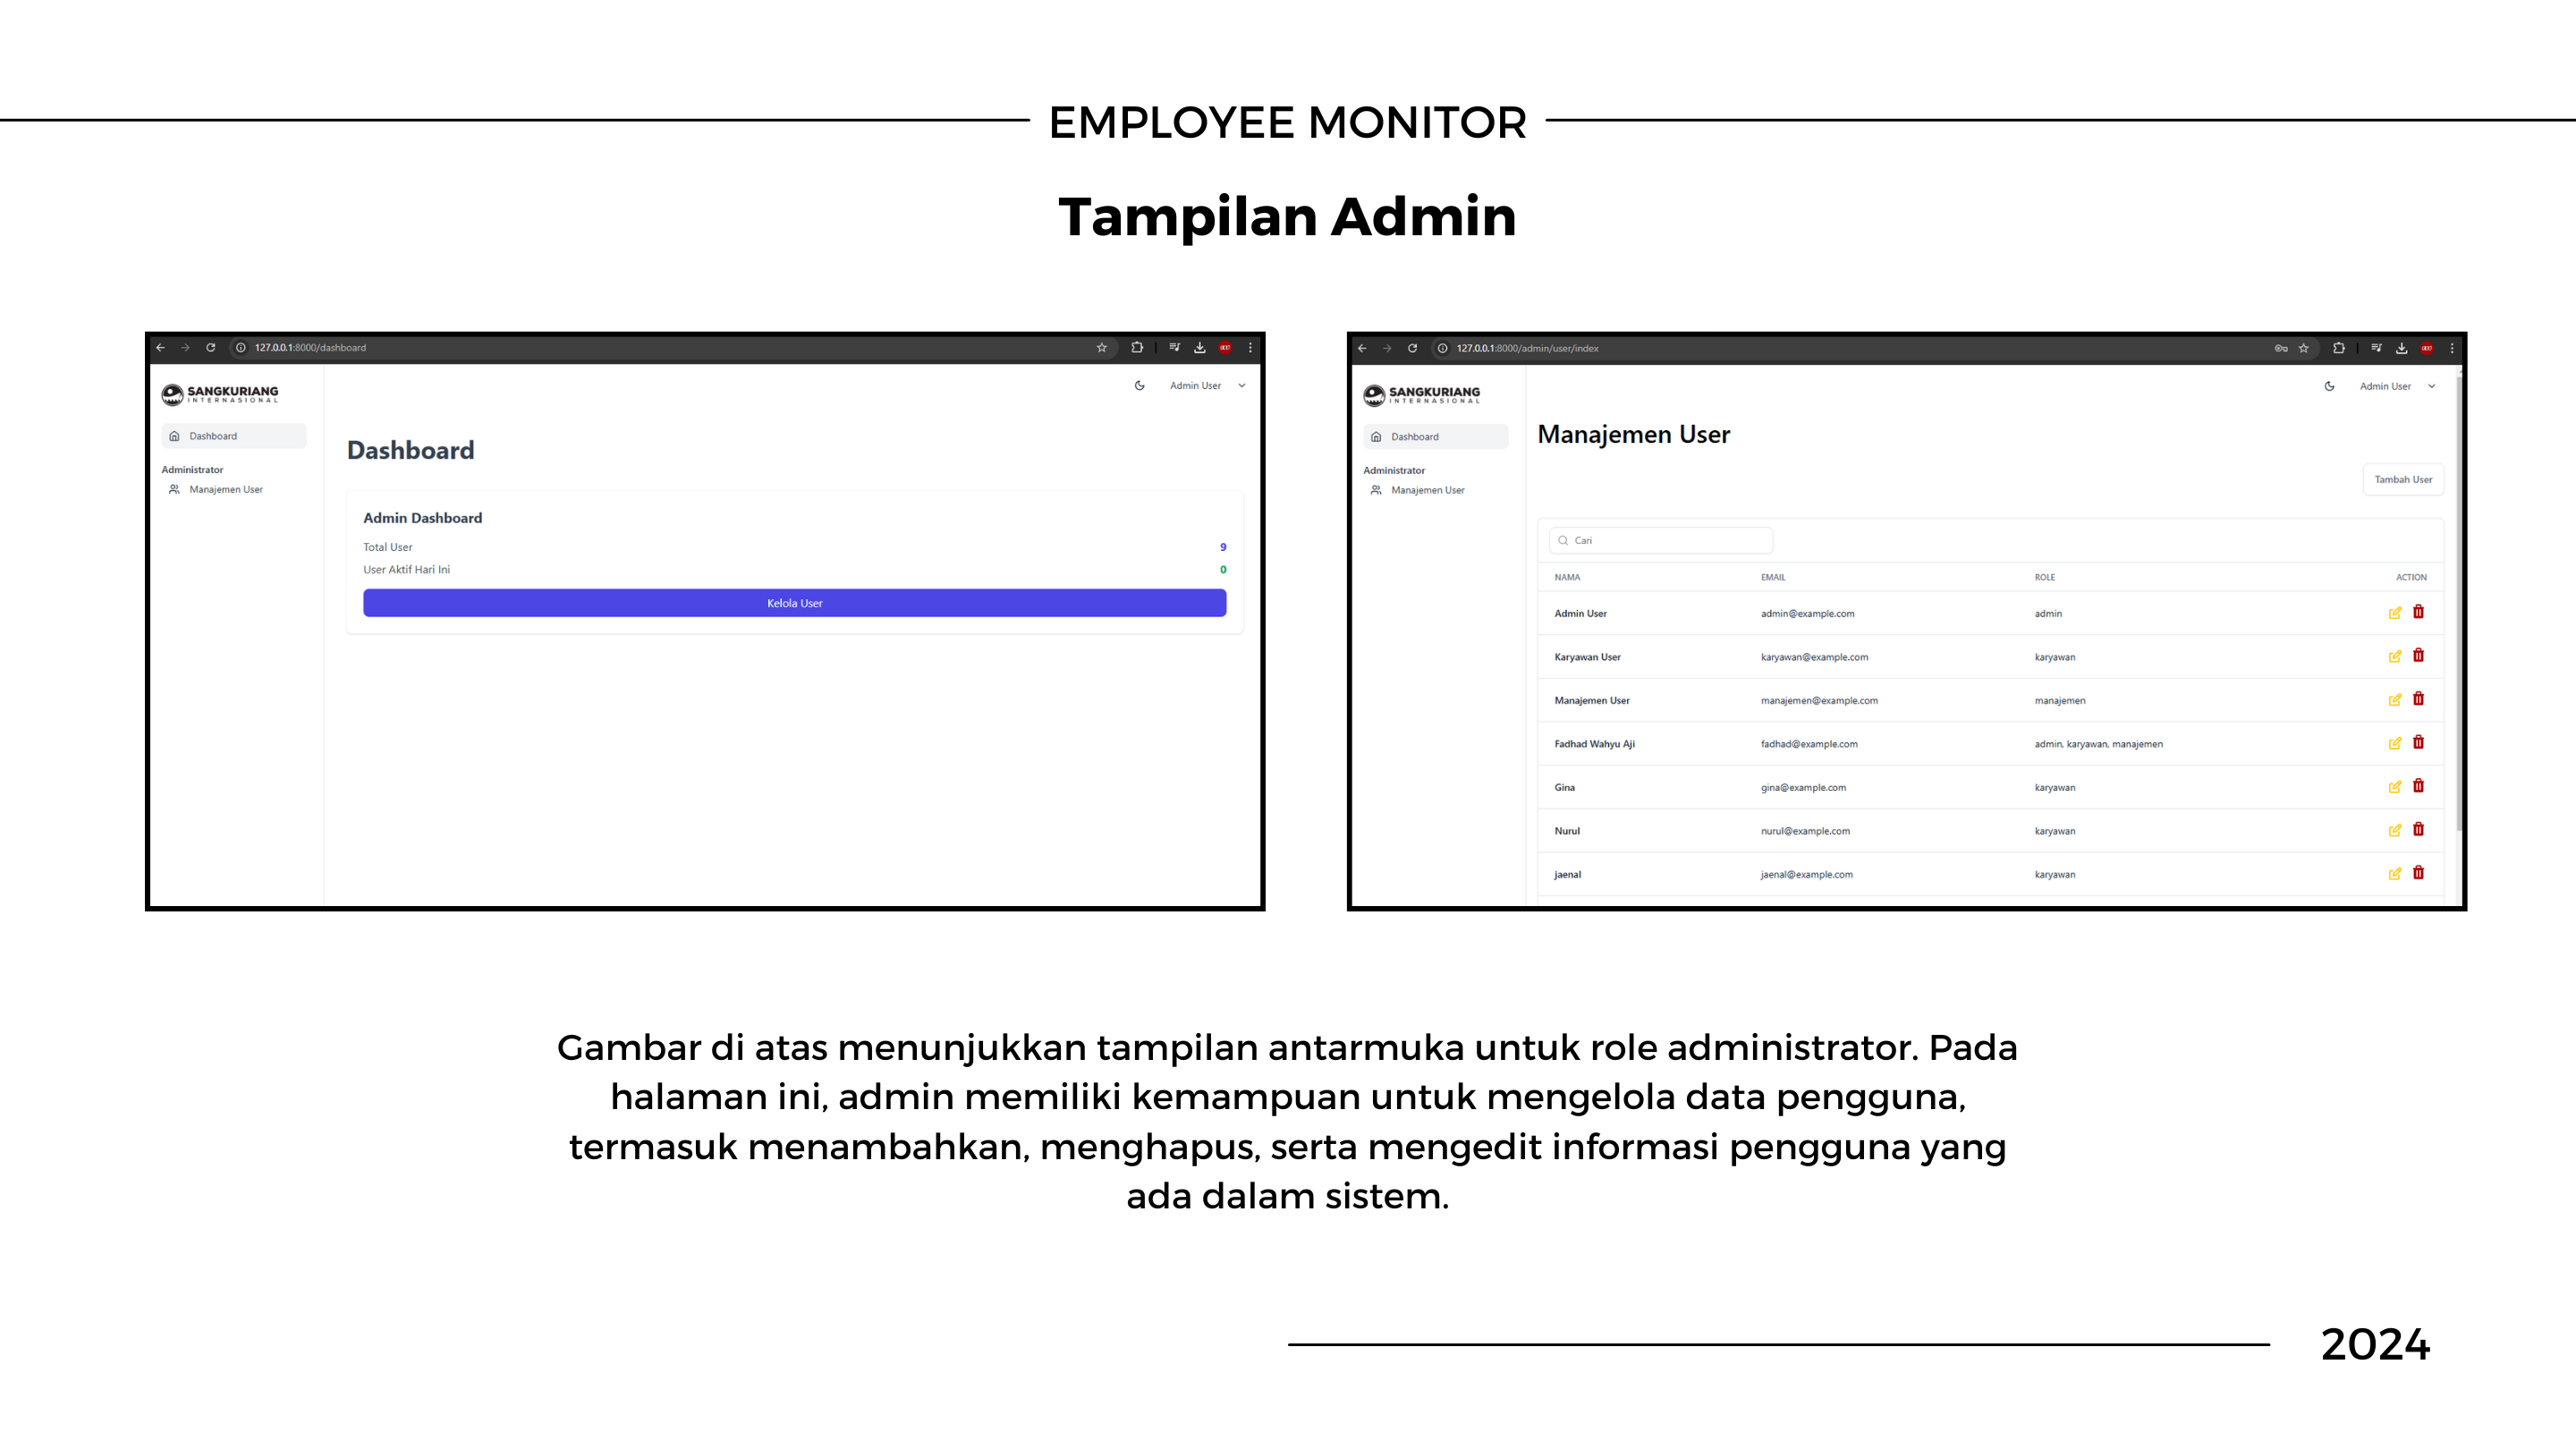 EMPLOYEE MONITOR
Tampilan Admin
127.0.0.1:8000/dashboard
SANGKURIANG
INTERNASIONAL
Admin User
Dashboard
Administrator
Manajemen User
Dashboard
Admin Dashboard
Total User 9
User Aktif Hari Ini 0
Kelola User
127.0.0.1:8000/admin/user/index
SANGKURIANG
INTERNASIONAL
Admin User
Dashboard
Administrator
Manajemen User
Manajemen User
Tambah User
Cari
NAMA EMAIL ROLE ACTION
Admin User admin@example.com admin
Karyawan User karyawan@example.com karyawan
Manajemen User manajemen@example.com manajemen
Fadhad Wahyu Aji fadhad@example.com admin, karyawan, manajemen
Gina gina@example.com karyawan
Nurul nurul@example.com karyawan
jaenal jaenal@example.com karyawan
Gambar di atas menunjukkan tampilan antarmuka untuk role administrator. Pada
halaman ini, admin memiliki kemampuan untuk mengelola data pengguna,
termasuk menambahkan, menghapus, serta mengedit informasi pengguna yang
ada dalam sistem.
2024